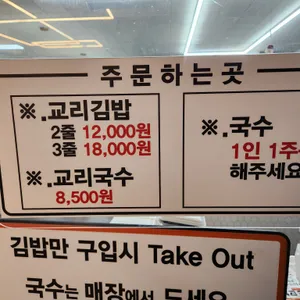 주문하는곳
※.교리김밥
2줄 12,000원
3줄 18,000원
※.교리국수
8,500원
※.국수
1인 1주
해주세요
김밥만 구입시 Take Out
국수는 매장에서 드세요